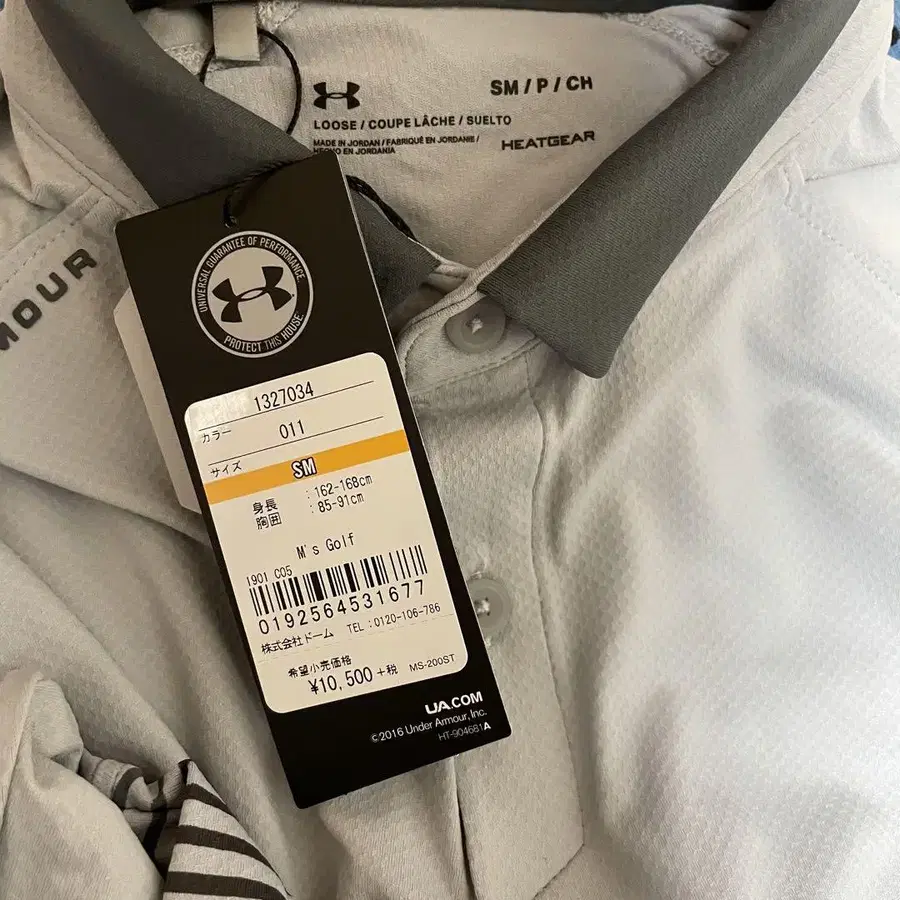 SM / P / CH
LOOSE / COUPE LÂCHE / SUELTO
MADE IN JORDAN / FABRIQUÉ EN JORDANIE /
HECHO EN JORDANIA
HEATGEAR
MOUR
UNIVERSAL GUARANTEE OF PERFORMANCE.
PROTECT THIS HOUSE.
1327034
カラー 011
サイズ SM
身長 : 162-168cm
胸囲 : 85-91cm
M's Golf
1901 C05
0192564531677
株式会社ドーム TEL:0120-106-786
希望小売価格
¥10,500+税 MS-200ST
UA.COM
©2016 Under Armour, Inc.
HT-904681A